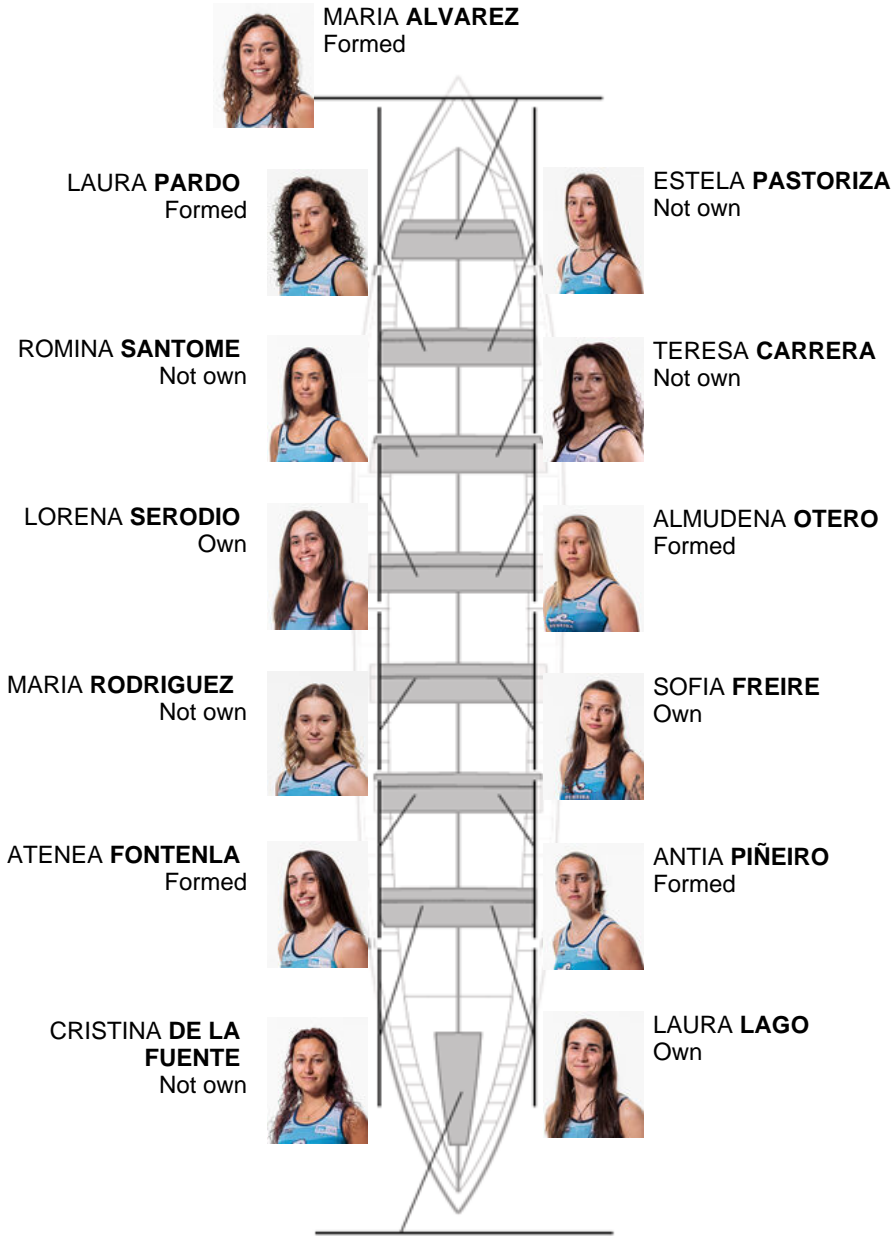 MARIA ALVAREZ
Formed
LAURA PARDO
Formed
ESTELA PASTORIZA
Not own
ROMINA SANTOME
Not own
TERESA CARRERA
Not own
LORENA SERODIO
Own
ALMUDENA OTERO
Formed
MARIA RODRIGUEZ
Not own
SOFIA FREIRE
Own
ATENEA FONTENLA
Formed
ANTIA PIÑEIRO
Formed
CRISTINA DE LA
FUENTE
Not own
LAURA LAGO
Own